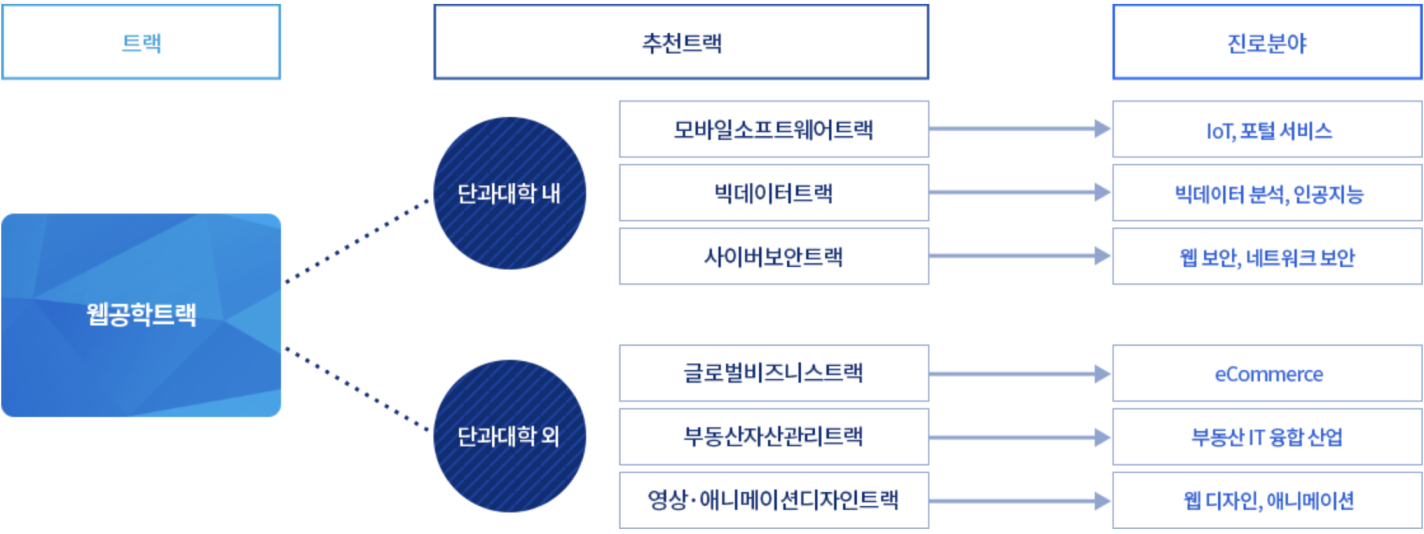 트랙
추천트랙
진로분야
웹공학트랙
단과대학 내
모바일소프트웨어트랙
IoT, 포털 서비스
빅데이터트랙
빅데이터 분석, 인공지능
사이버보안트랙
웹 보안, 네트워크 보안
단과대학 외
글로벌비즈니스트랙
eCommerce
부동산자산관리트랙
부동산 IT 융합 산업
영상·애니메이션디자인트랙
웹 디자인, 애니메이션